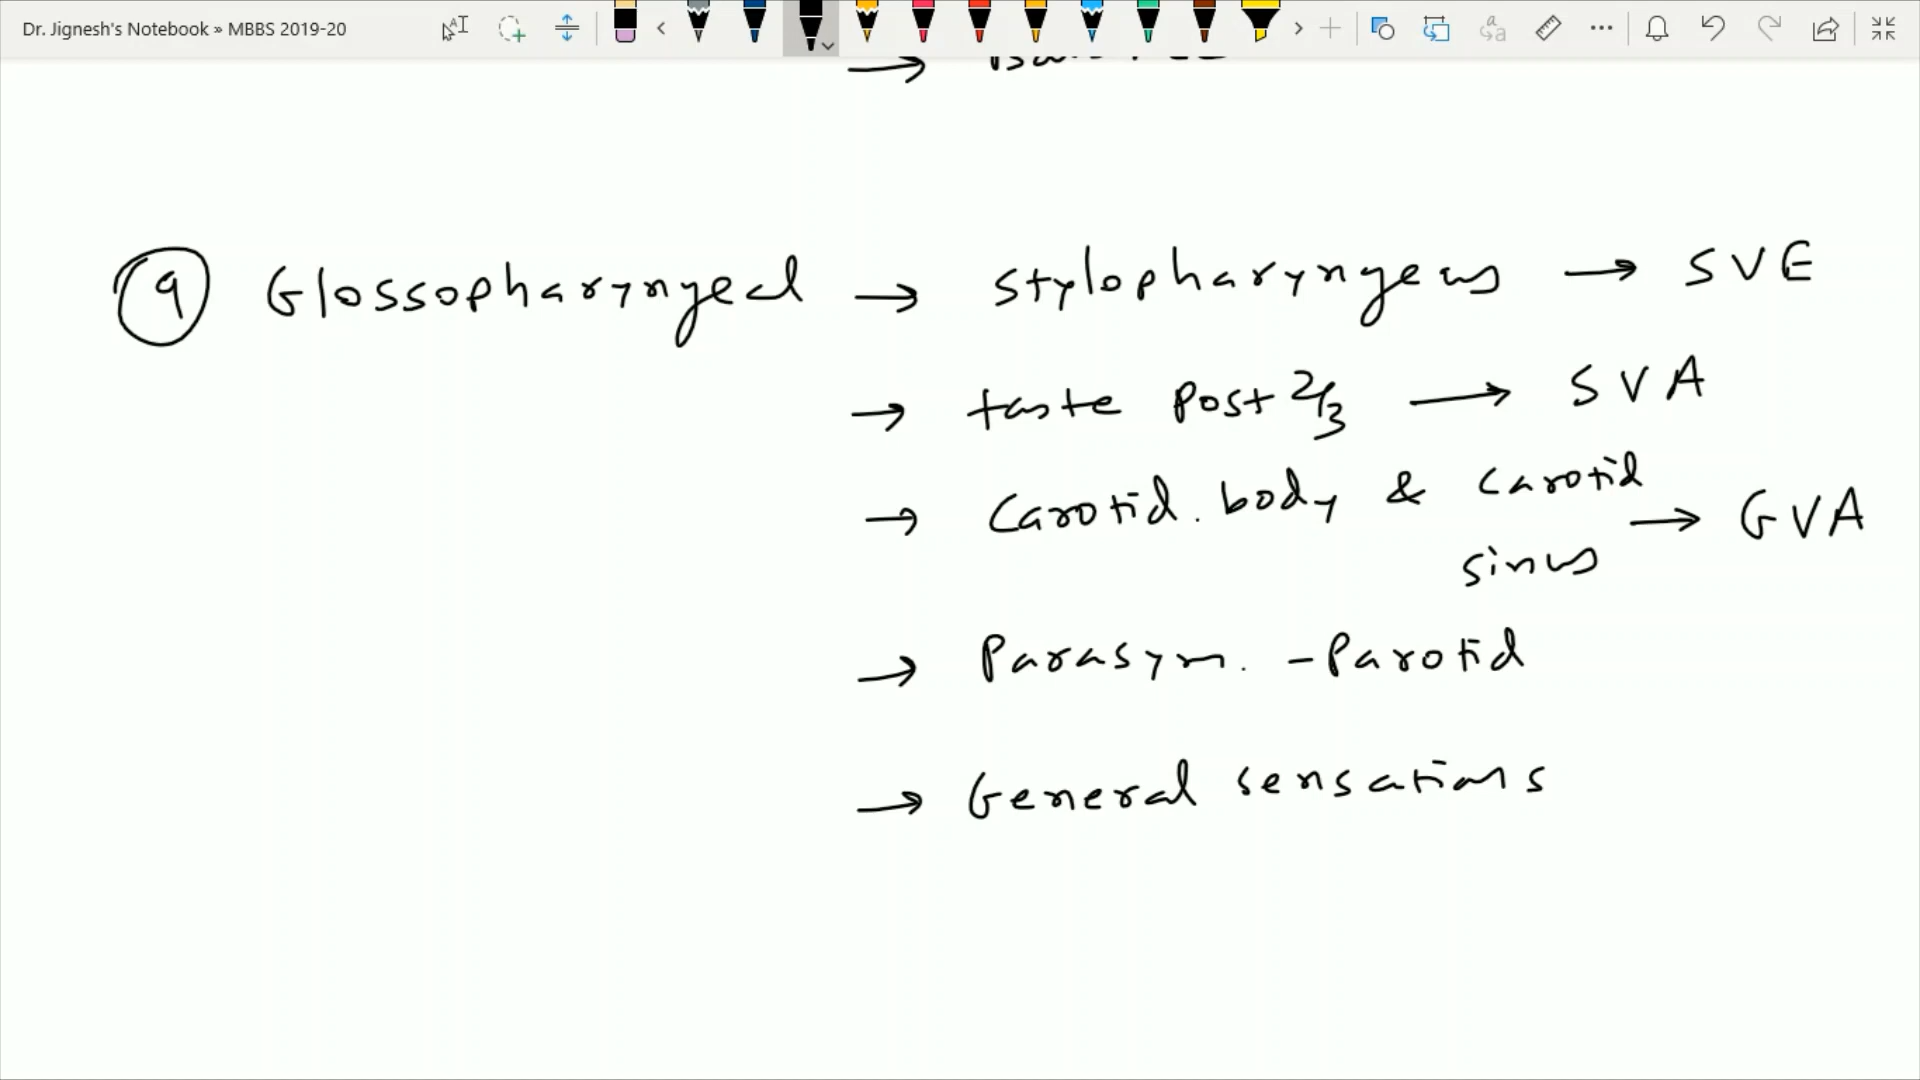 Dr. Jignesh's Notebook » MBBS 2019-20
9 Glossopharyngeal → Stylopharyngeus → SVE
→ taste Post 2/3 → SVA
→ Carotid. body & Carotid sinus → GVA
→ Parasym. - Parotid
→ General sensations